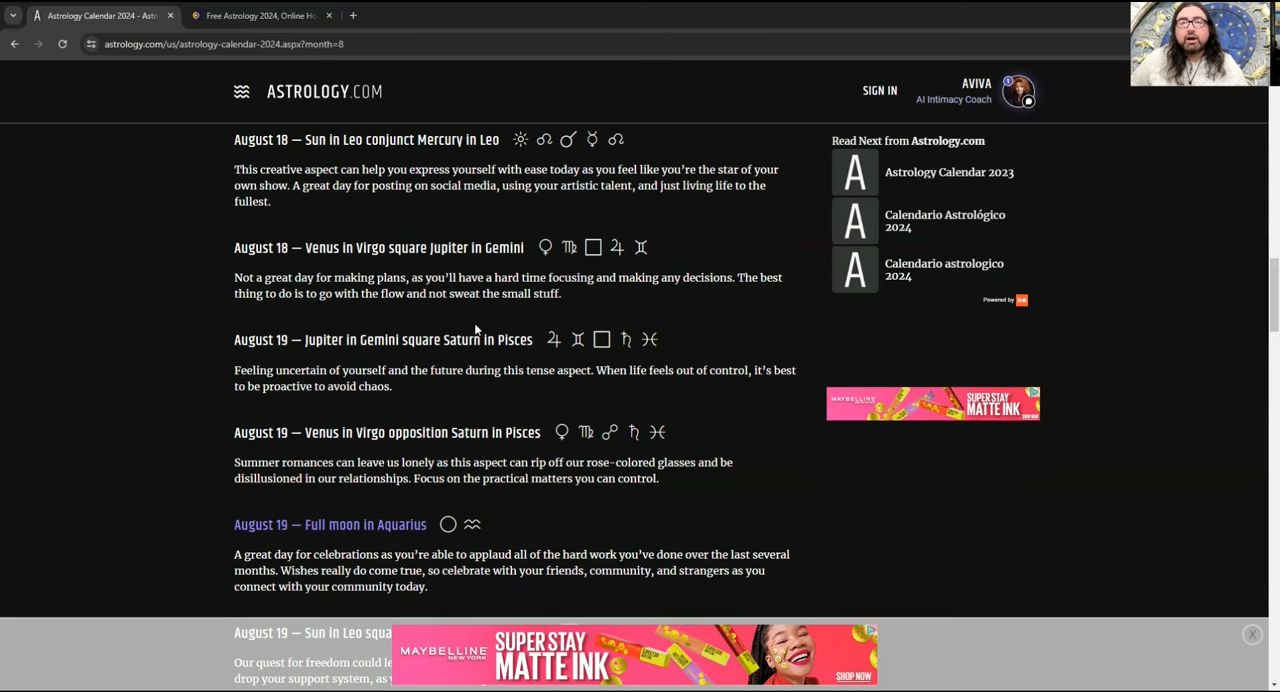 Astrology Calendar 2024 - Astr
Free Astrology 2024, Online Ho
astrology.com/us/astrology-calendar-2024.aspx?month=8
ASTROLOGY.COM
SIGN IN
AVIVA
AI Intimacy Coach
1
August 18 — Sun in Leo conjunct Mercury in Leo ☼ ♌ ☌ ☿ ♌
This creative aspect can help you express yourself with ease today as you feel like you're the star of your
own show. A great day for posting on social media, using your artistic talent, and just living life to the
fullest.
August 18 — Venus in Virgo square Jupiter in Gemini ♀ ♍ □ ♃ ♊
Not a great day for making plans, as you'll have a hard time focusing and making any decisions. The best
thing to do is to go with the flow and not sweat the small stuff.
August 19 — Jupiter in Gemini square Saturn in Pisces ♃ ♊ □ ♄ ♓
Feeling uncertain of yourself and the future during this tense aspect. When life feels out of control, it's best
to be proactive to avoid chaos.
August 19 — Venus in Virgo opposition Saturn in Pisces ♀ ♍ ☍ ♄ ♓
Summer romances can leave us lonely as this aspect can rip off our rose-colored glasses and be
disillusioned in our relationships. Focus on the practical matters you can control.
August 19 — Full moon in Aquarius ○ ♒
A great day for celebrations as you're able to applaud all of the hard work you've done over the last several
months. Wishes really do come true, so celebrate with your friends, community, and strangers as you
connect with your community today.
August 19 — Sun in Leo squa
Our quest for freedom could le
drop your support system, as y
Read Next from Astrology.com
A
Astrology Calendar 2023
A
Calendario Astrológico
2024
A
Calendario astrologico
2024
Powered by
MAYBELLINE
SUPER STAY
MATTE INK
SHOP NOW
MAYBELLINE
NEW YORK
SUPER STAY
MATTE INK
SHOP NOW
X